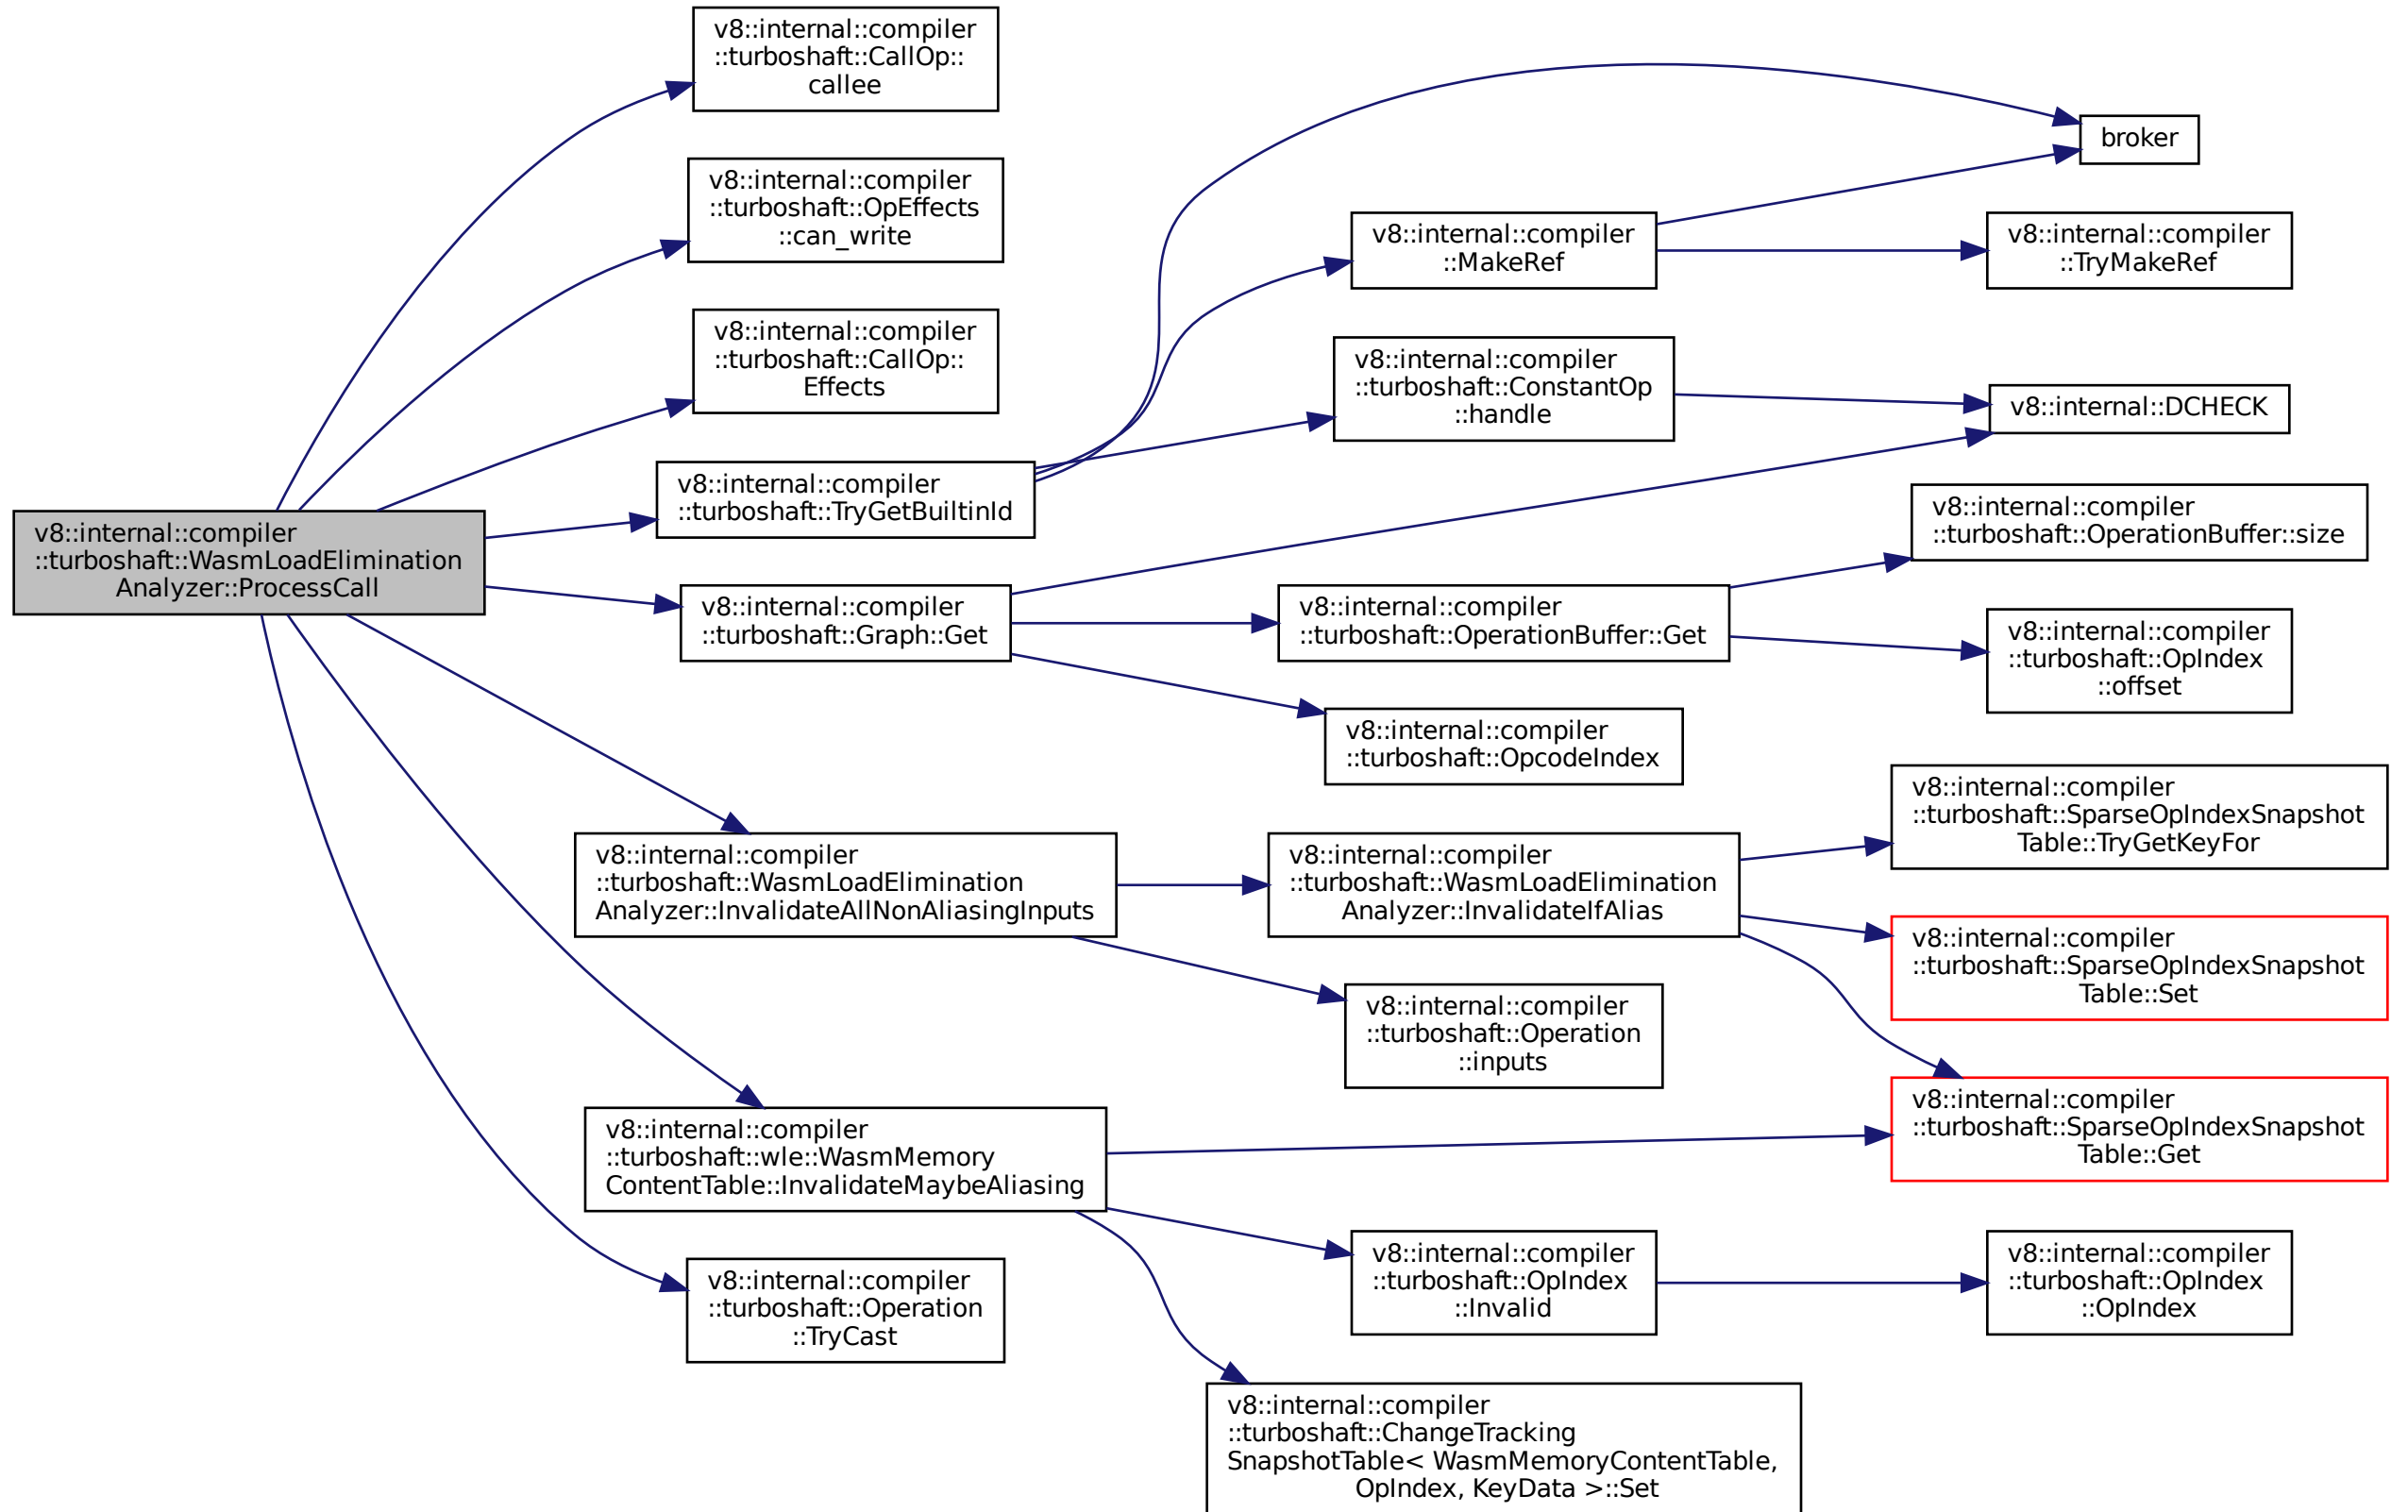 v8::internal::compiler
::turboshaft::CallOp::
callee
v8::internal::compiler
::turboshaft::OpEffects
::can_write
v8::internal::compiler
::turboshaft::CallOp::
Effects
v8::internal::compiler
::turboshaft::TryGetBuiltinId
v8::internal::compiler
::turboshaft::WasmLoadElimination
Analyzer::ProcessCall
v8::internal::compiler
::turboshaft::Graph::Get
v8::internal::compiler
::turboshaft::WasmLoadElimination
Analyzer::InvalidateAllNonAliasingInputs
v8::internal::compiler
::turboshaft::wle::WasmMemory
ContentTable::InvalidateMaybeAliasing
v8::internal::compiler
::turboshaft::Operation
::TryCast
broker
v8::internal::compiler
::MakeRef
v8::internal::compiler
::TryMakeRef
v8::internal::compiler
::turboshaft::ConstantOp
::handle
v8::internal::DCHECK
v8::internal::compiler
::turboshaft::OperationBuffer::size
v8::internal::compiler
::turboshaft::OperationBuffer::Get
v8::internal::compiler
::turboshaft::OpIndex
::offset
v8::internal::compiler
::turboshaft::OpcodeIndex
v8::internal::compiler
::turboshaft::SparseOpIndexSnapshot
Table::TryGetKeyFor
v8::internal::compiler
::turboshaft::WasmLoadElimination
Analyzer::InvalidateIfAlias
v8::internal::compiler
::turboshaft::SparseOpIndexSnapshot
Table::Set
v8::internal::compiler
::turboshaft::Operation
::inputs
v8::internal::compiler
::turboshaft::SparseOpIndexSnapshot
Table::Get
v8::internal::compiler
::turboshaft::OpIndex
::Invalid
v8::internal::compiler
::turboshaft::OpIndex
::OpIndex
v8::internal::compiler
::turboshaft::ChangeTracking
SnapshotTable< WasmMemoryContentTable,
OpIndex, KeyData >::Set